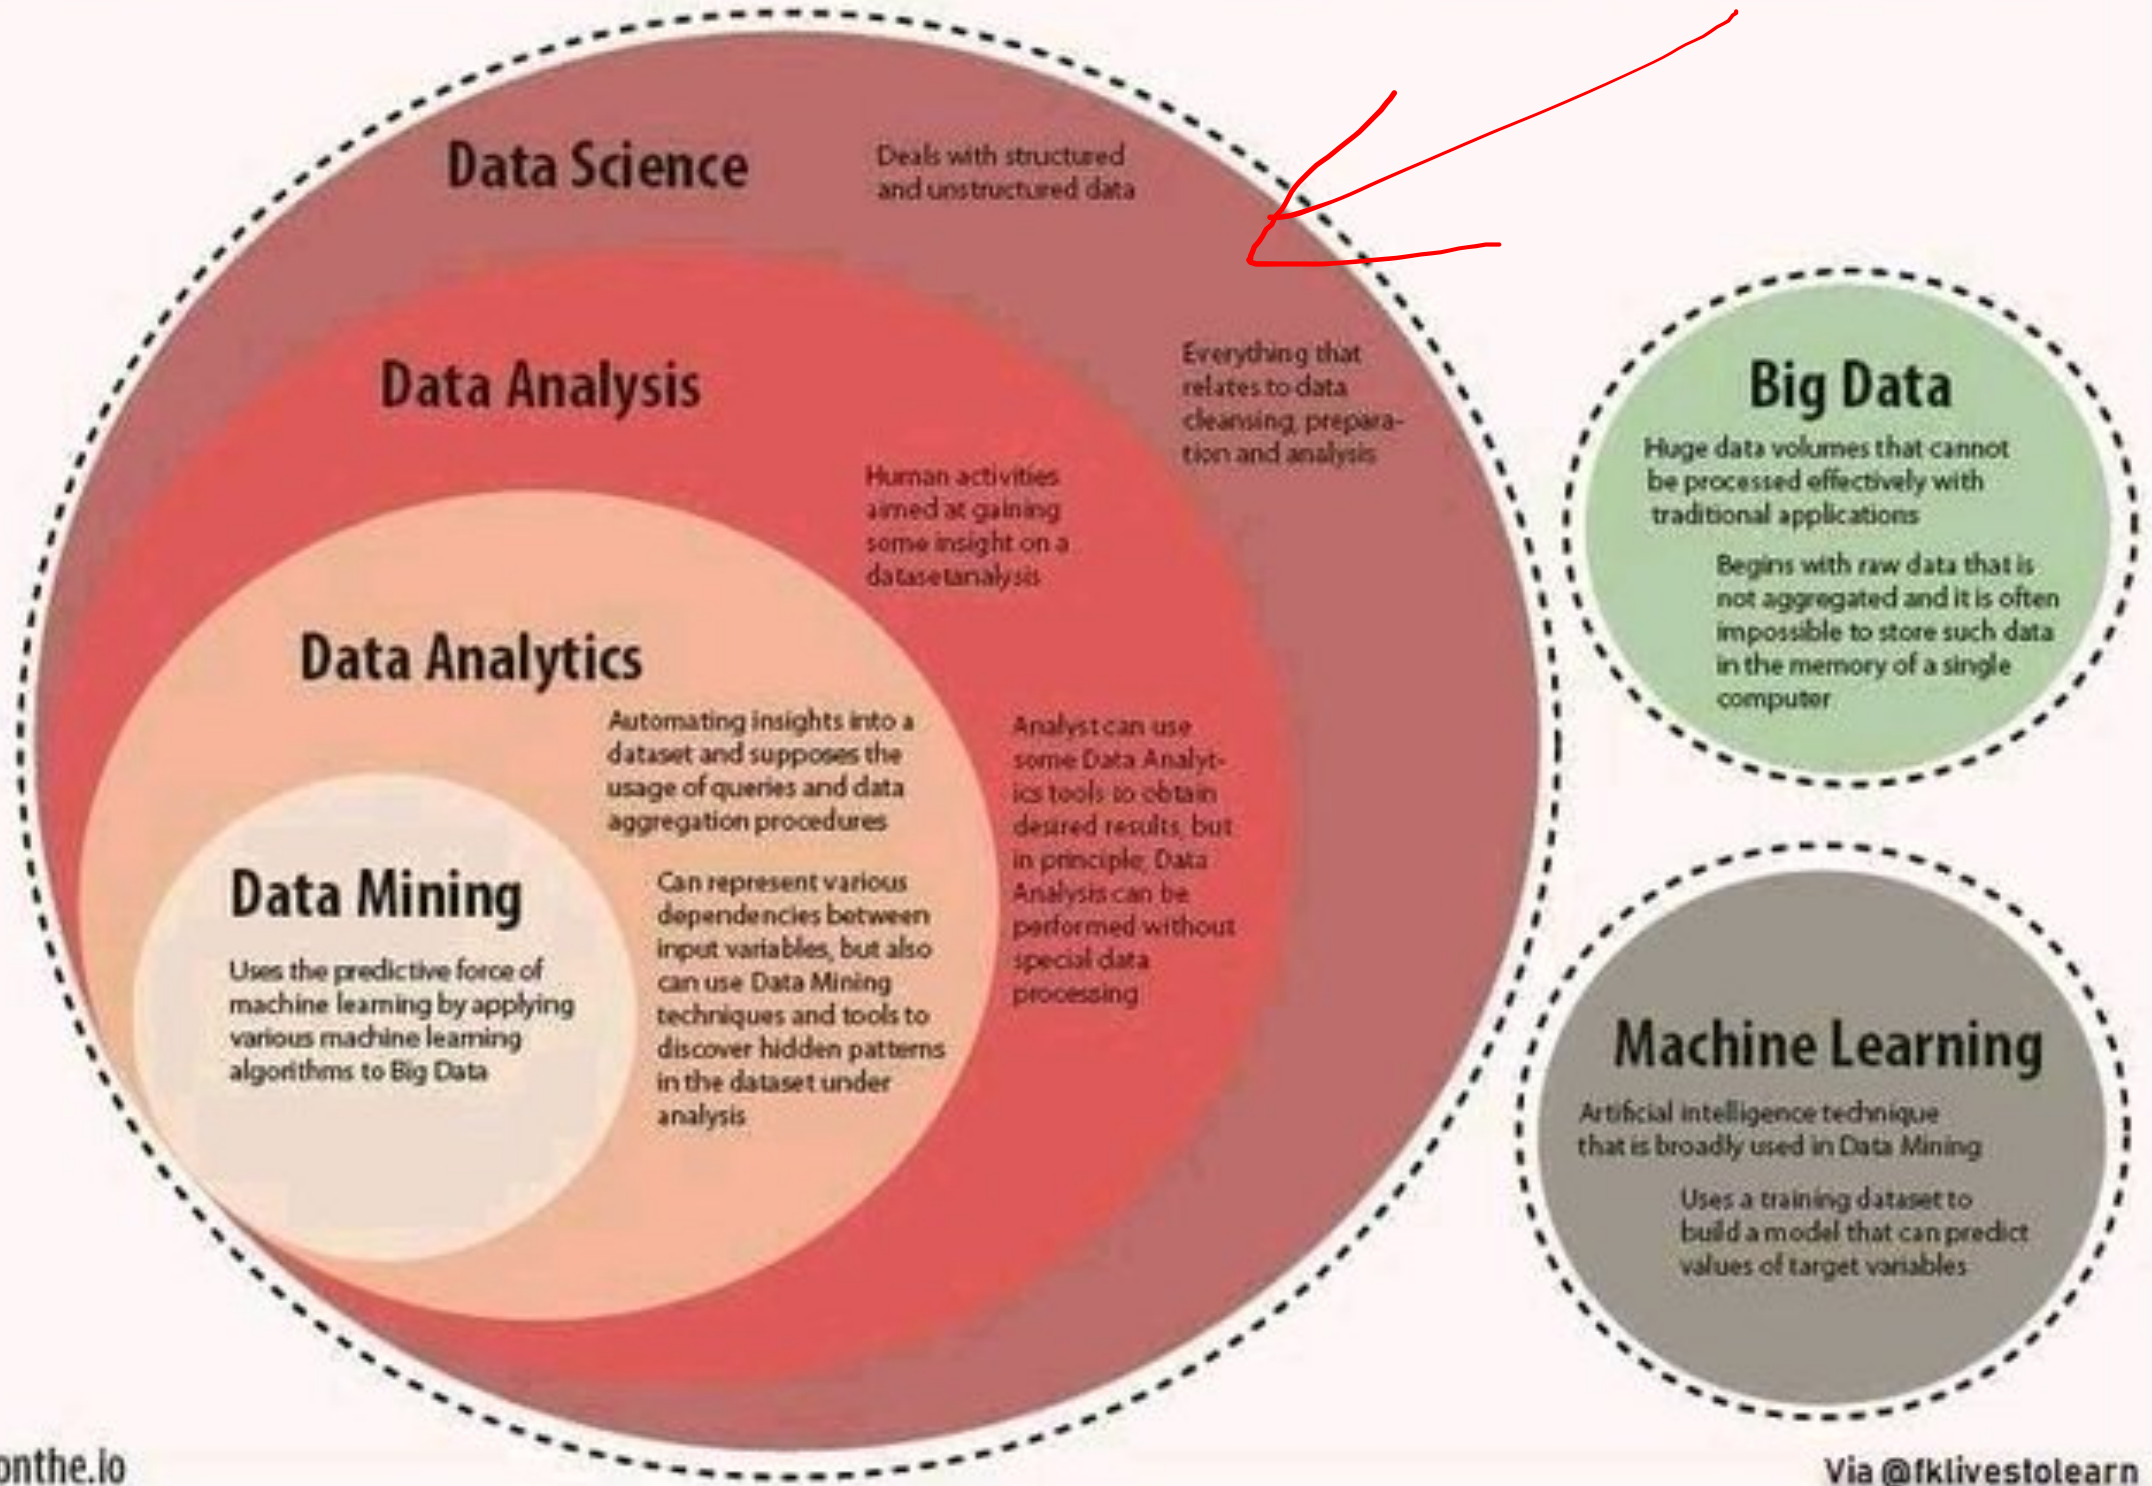 Data Science
Deals with structured
and unstructured data
Everything that
relates to data
cleansing, prepara-
tion and analysis
Data Analysis
Human activities
aimed at gaining
some insight on a
datasetanalysis
Analyst can use
some Data Analyt-
ics tools to obtain
desired results, but
in principle, Data
Analysis can be
performed without
special data
processing
Data Analytics
Automating insights into a
dataset and supposes the
usage of queries and data
aggregation procedures
Can represent various
dependencies between
input variables, but also
can use Data Mining
techniques and tools to
discover hidden patterns
in the dataset under
analysis
Data Mining
Uses the predictive force of
machine learning by applying
various machine learning
algorithms to Big Data
Big Data
Huge data volumes that cannot
be processed effectively with
traditional applications
Begins with raw data that is
not aggregated and it is often
impossible to store such data
in the memory of a single
computer
Machine Learning
Artificial intelligence technique
that is broadly used in Data Mining
Uses a training dataset to
build a model that can predict
values of target variables
onthe.io
Via @fklivestolearn